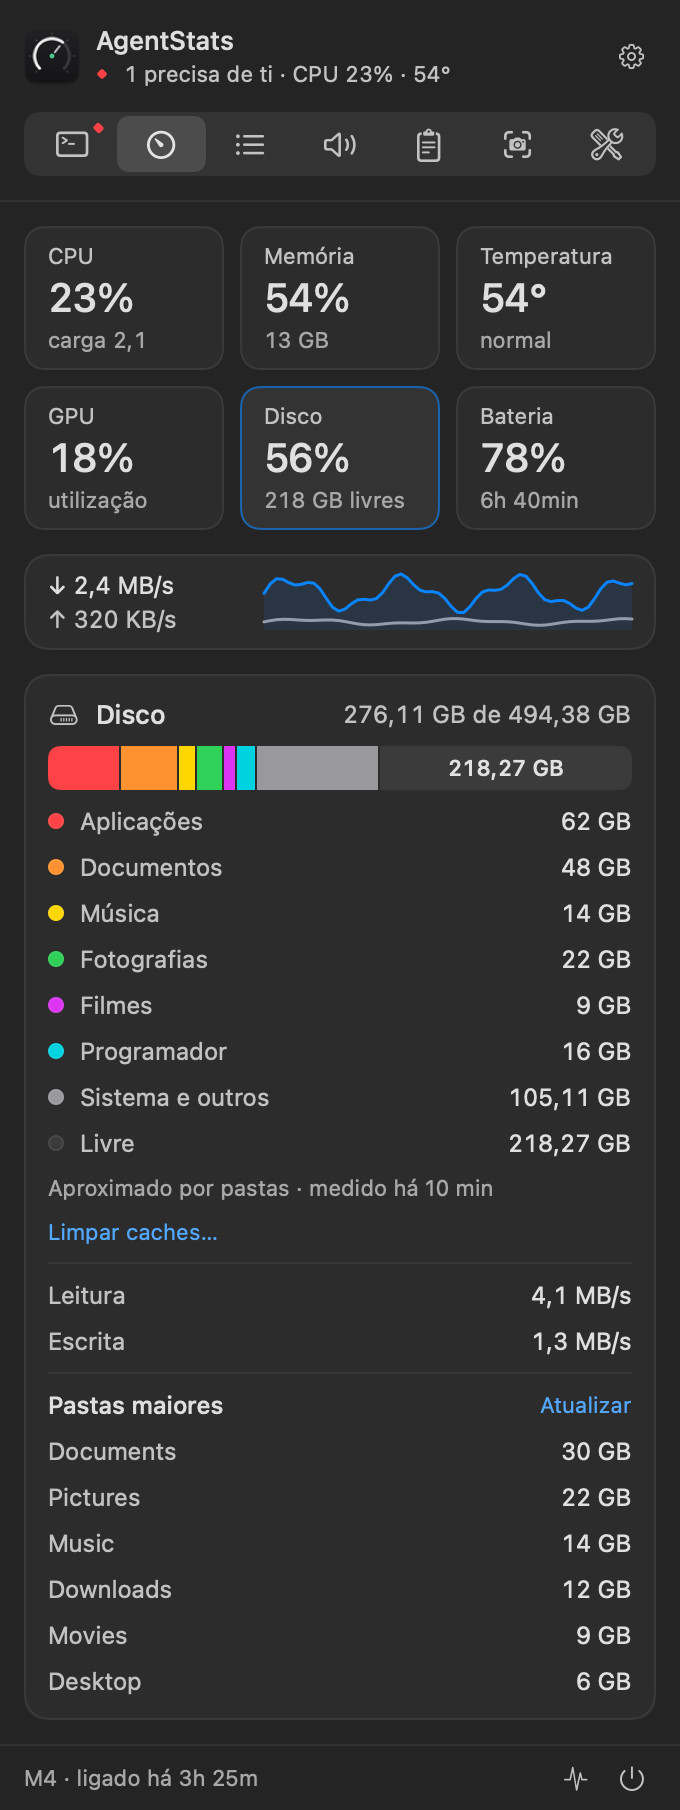 AgentStats
1 precisa de ti · CPU 23% · 54°
CPU
23%
carga 2,1
Memória
54%
13 GB
Temperatura
54°
normal
GPU
18%
utilização
Disco
56%
218 GB livres
Bateria
78%
6h 40min
↓ 2,4 MB/s
↑ 320 KB/s
Disco 276,11 GB de 494,38 GB
218,27 GB
Aplicações 62 GB
Documentos 48 GB
Música 14 GB
Fotografias 22 GB
Filmes 9 GB
Programador 16 GB
Sistema e outros 105,11 GB
Livre 218,27 GB
Aproximado por pastas · medido há 10 min
Limpar caches...
Leitura 4,1 MB/s
Escrita 1,3 MB/s
Pastas maiores Atualizar
Documents 30 GB
Pictures 22 GB
Music 14 GB
Downloads 12 GB
Movies 9 GB
Desktop 6 GB
M4 · ligado há 3h 25m